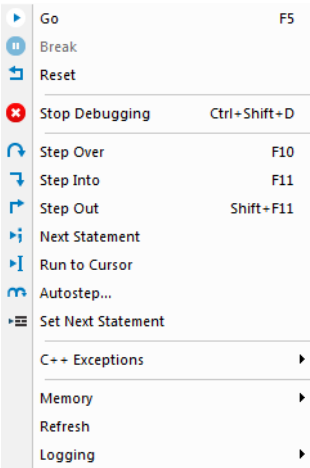 Go F5
Break
Reset
Stop Debugging Ctrl+Shift+D
Step Over F10
Step Into F11
Step Out Shift+F11
Next Statement
Run to Cursor
Autostep...
Set Next Statement
C++ Exceptions
Memory
Refresh
Logging